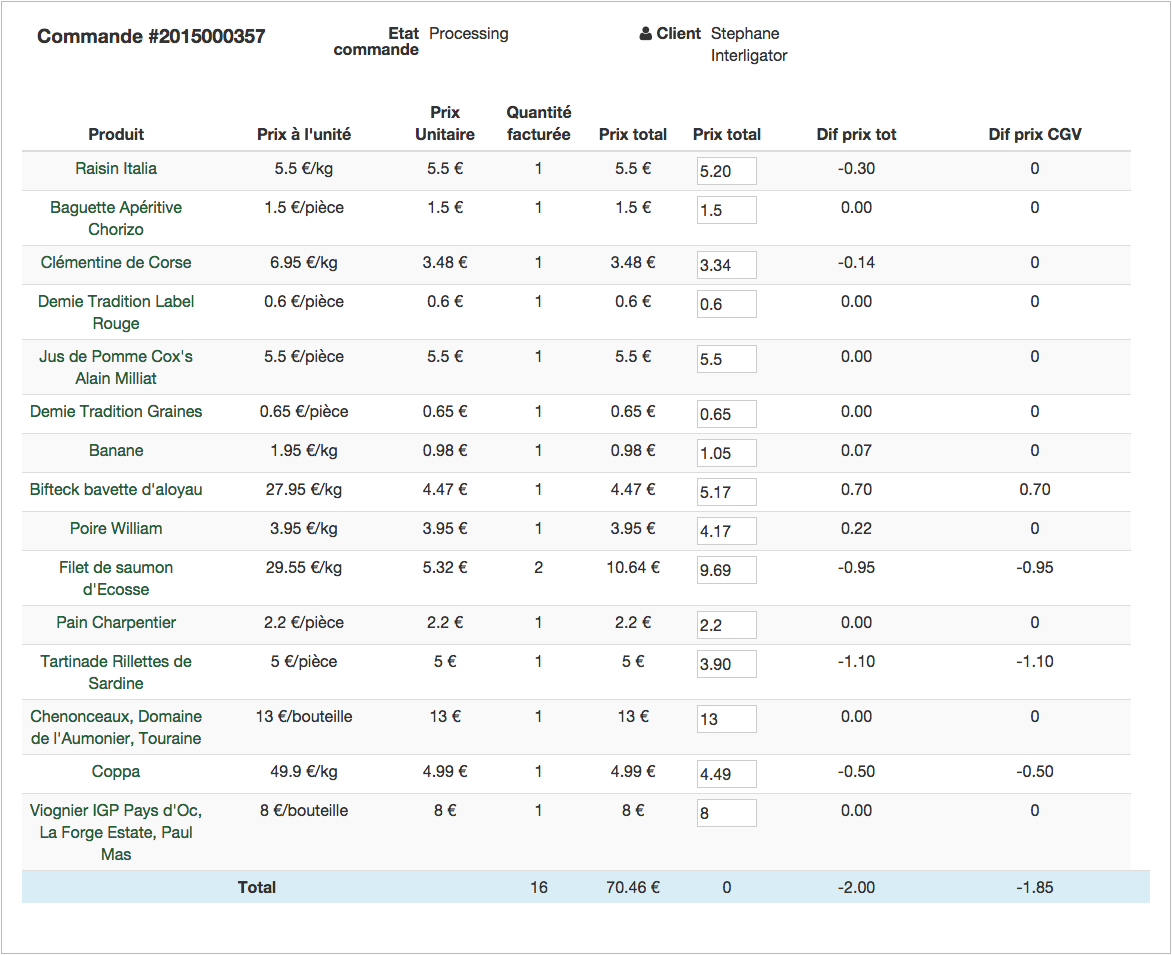 Commande #2015000357
Etat commande Processing
Client Stephane Interligator
Produit Prix à l'unité Prix Unitaire Quantité facturée Prix total Prix total Dif prix tot Dif prix CGV
Raisin Italia 5.5 €/kg 5.5 € 1 5.5 € 5.20 -0.30 0
Baguette Apéritive Chorizo 1.5 €/pièce 1.5 € 1 1.5 € 1.5 0.00 0
Clémentine de Corse 6.95 €/kg 3.48 € 1 3.48 € 3.34 -0.14 0
Demie Tradition Label Rouge 0.6 €/pièce 0.6 € 1 0.6 € 0.6 0.00 0
Jus de Pomme Cox's Alain Milliat 5.5 €/pièce 5.5 € 1 5.5 € 5.5 0.00 0
Demie Tradition Graines 0.65 €/pièce 0.65 € 1 0.65 € 0.65 0.00 0
Banane 1.95 €/kg 0.98 € 1 0.98 € 1.05 0.07 0
Bifteck bavette d'aloyau 27.95 €/kg 4.47 € 1 4.47 € 5.17 0.70 0.70
Poire William 3.95 €/kg 3.95 € 1 3.95 € 4.17 0.22 0
Filet de saumon d'Ecosse 29.55 €/kg 5.32 € 2 10.64 € 9.69 -0.95 -0.95
Pain Charpentier 2.2 €/pièce 2.2 € 1 2.2 € 2.2 0.00 0
Tartinade Rillettes de Sardine 5 €/pièce 5 € 1 5 € 3.90 -1.10 -1.10
Chenonceaux, Domaine de l'Aumonier, Touraine 13 €/bouteille 13 € 1 13 € 13 0.00 0
Coppa 49.9 €/kg 4.99 € 1 4.99 € 4.49 -0.50 -0.50
Viognier IGP Pays d'Oc, La Forge Estate, Paul Mas 8 €/bouteille 8 € 1 8 € 8 0.00 0
Total 16 70.46 € 0 -2.00 -1.85